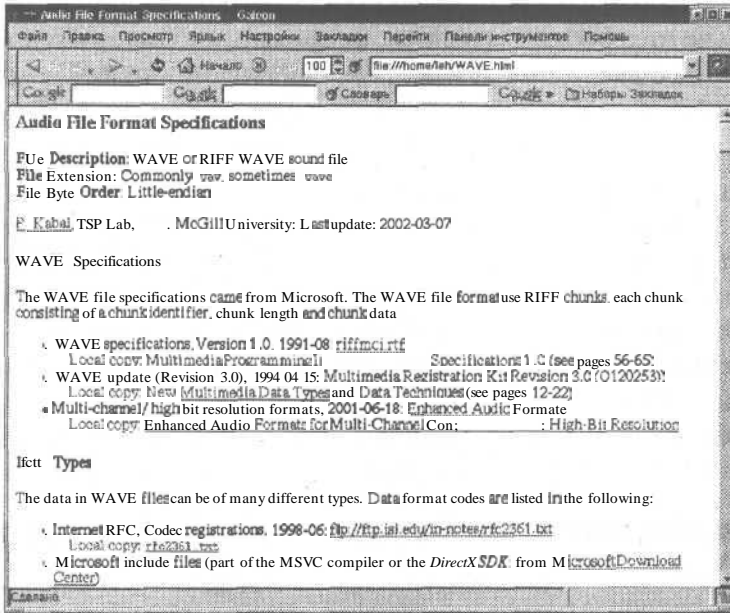 Audio File Format Specifications Galeon
Файл Правка Просмотр Ярлык Настройки Закладки Перейти Панели инструментов Помощь
Начало 100 file:///home/leh/WAVE.html
Google Google Словарь Google » Наборы Закладок
Audio File Format Specifications
FUe Description: WAVE or RIFF WAVE sound file
File Extension: Commonly wav, sometimes wave
File Byte Order: Little-endian
P. Kabal, TSP Lab, . McGill University: Last update: 2002-03-07
WAVE Specifications
The WAVE file specifications came from Microsoft. The WAVE file format use RIFF chunks, each chunk
consisting of a chunk identifier, chunk length and chunk data
WAVE specifications, Version 1.0, 1991-08: riffmci.rtf
Local copy: Multimedia Programming Specifications 1.0 (see pages 56-65)
WAVE update (Revision 3.0), 1994 04 15: Multimedia Registration Kit Revision 3.0 (Q120253)
Local copy: New Multimedia Data Types and Data Techniques (see pages 12-22)
Multi-channel / high bit resolution formats, 2001-06-18: Enhanced Audio Formate
Local copy: Enhanced Audio Formats for Multi-Channel Con; : High-Bit Resolution
Types
The data in WAVE files can be of many different types. Data format codes are listed in the following:
Internet RFC, Codec registrations, 1998-06: ftp://ftp.isi.edu/in-notes/rfc2361.txt
Local copy: rfc2361.txt
Microsoft include files (part of the MSVC compiler or the DirectX SDK: from Microsoft Download
Center)
Сделано.